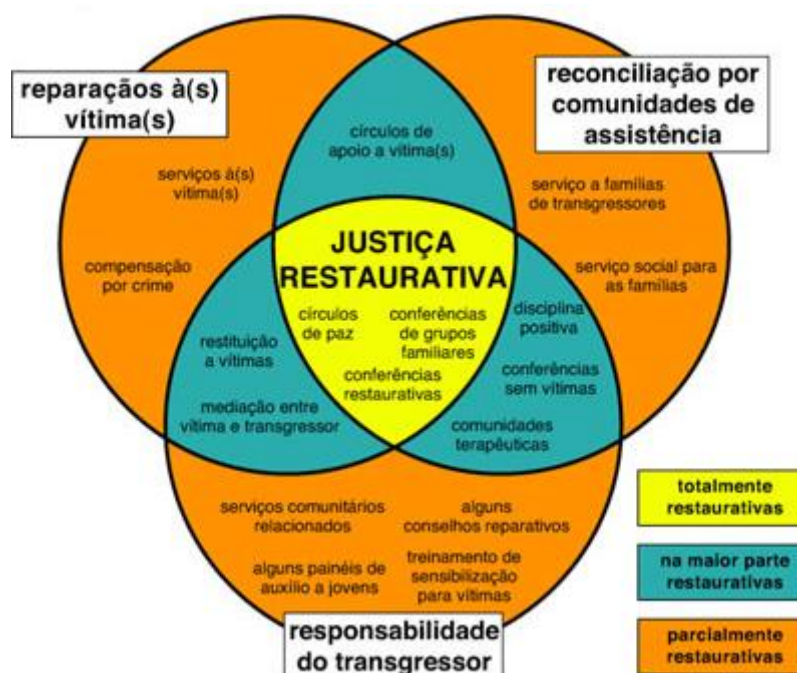 reparaçãos à(s)
vítima(s)
reconciliação por
comunidades de
assistência
círculos de
apoio a vítima(s)
serviços à(s)
vítima(s)
serviço a famílias
de transgressores
compensação
por crime
JUSTIÇA
RESTAURATIVA
serviço social para
as famílias
círculos
de paz
conferências
de grupos
familiares
conferências
restaurativas
disciplina
positiva
restituição
a vítimas
conferências
sem vítimas
mediação entre
vítima e transgressor
comunidades
terapêuticas
serviços comunitários
relacionados
alguns
conselhos reparativos
alguns painéis de
auxílio a jovens
treinamento de
sensibilização
para vítimas
responsabilidade
do transgressor
totalmente
restaurativas
na maior parte
restaurativas
parcialmente
restaurativas